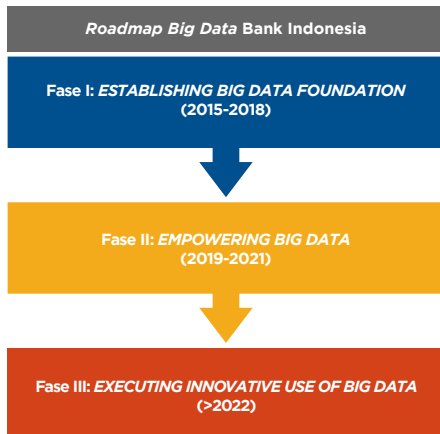 Roadmap Big Data Bank Indonesia
Fase I: ESTABLISHING BIG DATA FOUNDATION
(2015-2018)
Fase II: EMPOWERING BIG DATA
(2019-2021)
Fase III: EXECUTING INNOVATIVE USE OF BIG DATA
(>2022)